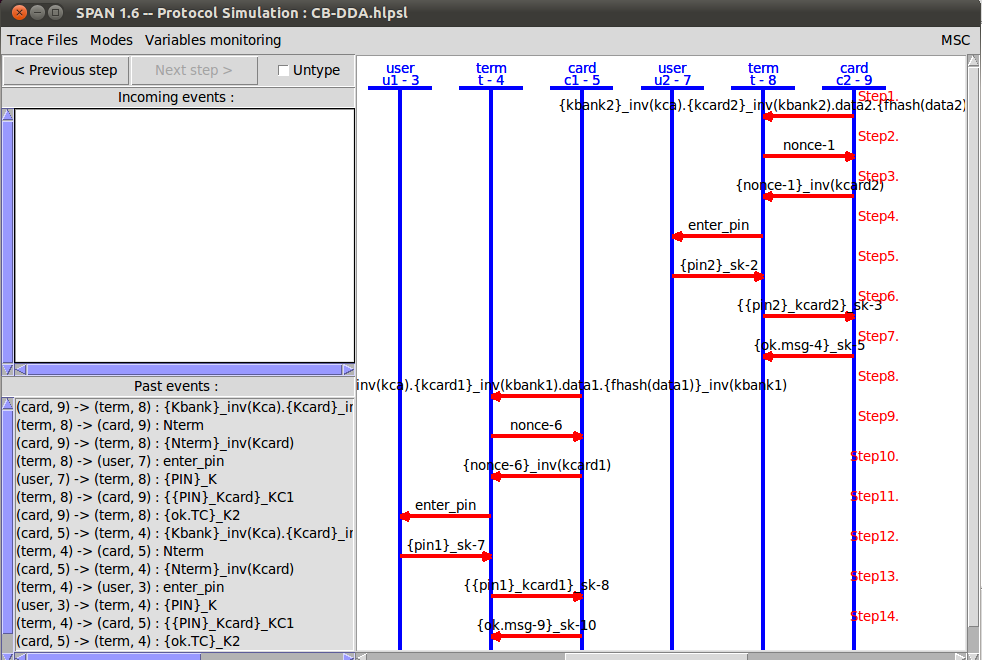 SPAN 1.6 -- Protocol Simulation : CB-DDA.hlpsl
Trace Files Modes Variables monitoring MSC
< Previous step Next step > Untype
Incoming events :
Past events :
(card, 9) -> (term, 8) : {Kbank}_inv(Kca).{Kcard}_ir
(term, 8) -> (card, 9) : Nterm
(card, 9) -> (term, 8) : {Nterm}_inv(Kcard)
(term, 8) -> (user, 7) : enter_pin
(user, 7) -> (term, 8) : {PIN}_K
(term, 8) -> (card, 9) : {{PIN}_Kcard}_KC1
(card, 9) -> (term, 8) : {ok.TC}_K2
(card, 5) -> (term, 4) : {Kbank}_inv(Kca).{Kcard}_ir
(term, 4) -> (card, 5) : Nterm
(card, 5) -> (term, 4) : {Nterm}_inv(Kcard)
(term, 4) -> (user, 3) : enter_pin
(user, 3) -> (term, 4) : {PIN}_K
(term, 4) -> (card, 5) : {{PIN}_Kcard}_KC1
(card, 5) -> (term, 4) : {ok.TC}_K2
user term card user term card
u1 - 3 t - 4 c1 - 5 u2 - 7 t - 8 c2 - 9
Step1.
{kbank2}_inv(kca).{kcard2}_inv(kbank2).data2.{fhash(data2)
Step2.
nonce-1
Step3.
{nonce-1}_inv(kcard2)
Step4.
enter_pin
Step5.
{pin2}_sk-2
Step6.
{{pin2}_kcard2}_sk-3
Step7.
{ok.msg-4}_sk-5
Step8.
inv(kca).{kcard1}_inv(kbank1).data1.{fhash(data1)}_inv(kbank1)
Step9.
nonce-6
Step10.
{nonce-6}_inv(kcard1)
Step11.
enter_pin
Step12.
{pin1}_sk-7
Step13.
{{pin1}_kcard1}_sk-8
Step14.
{ok.msg-9}_sk-10